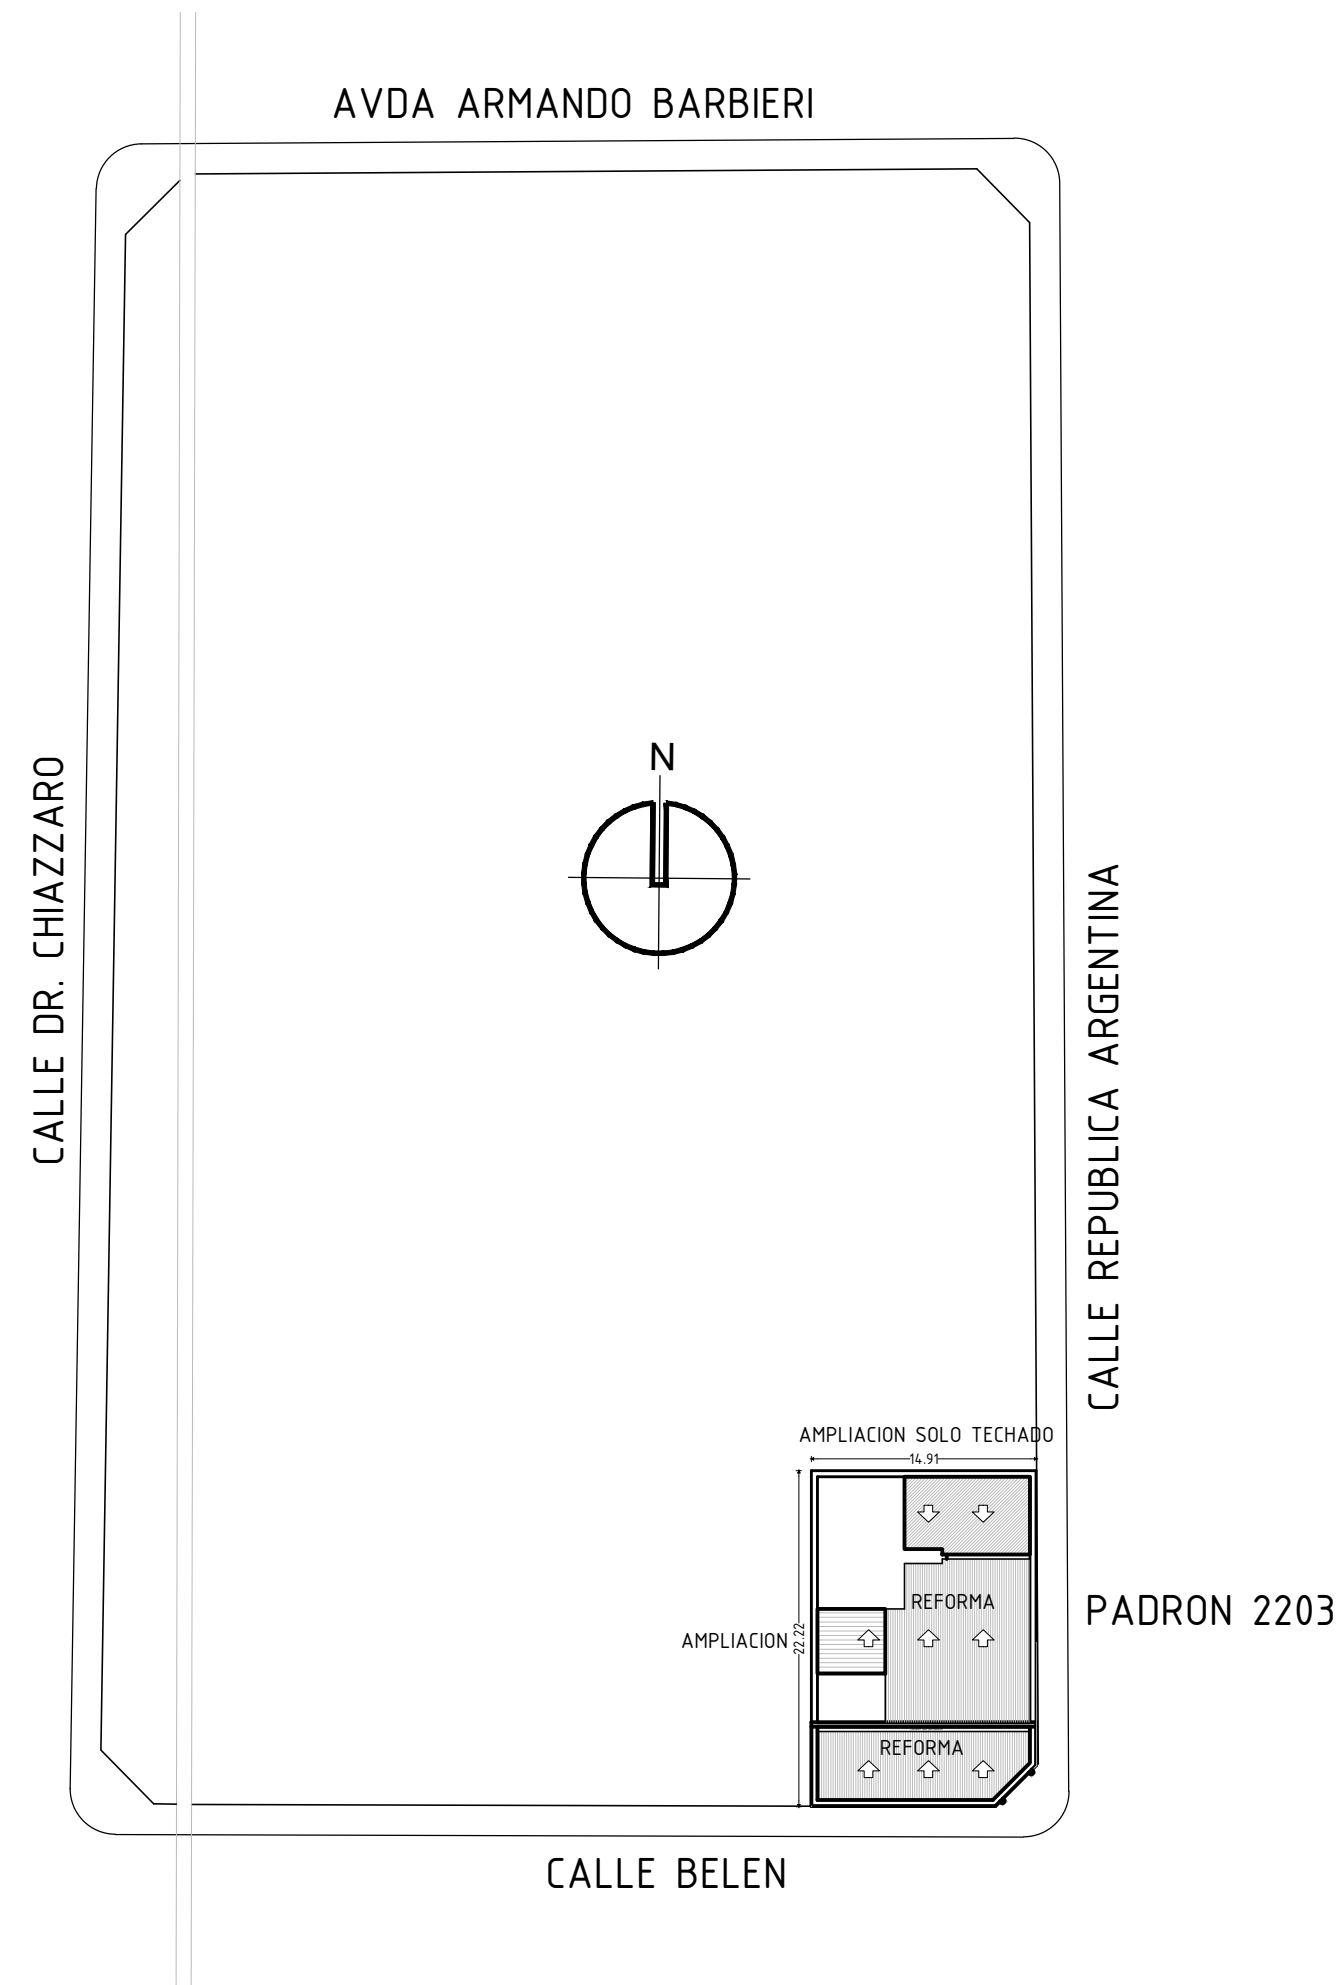 AVDA ARMANDO BARBIERI
N
CALLE DR. CHIAZZARO
CALLE REPUBLICA ARGENTINA
AMPLIACION SOLO TECHADO
14.91
REFORMA
PADRON 2203
AMPLIACION
22.22
REFORMA
CALLE BELEN